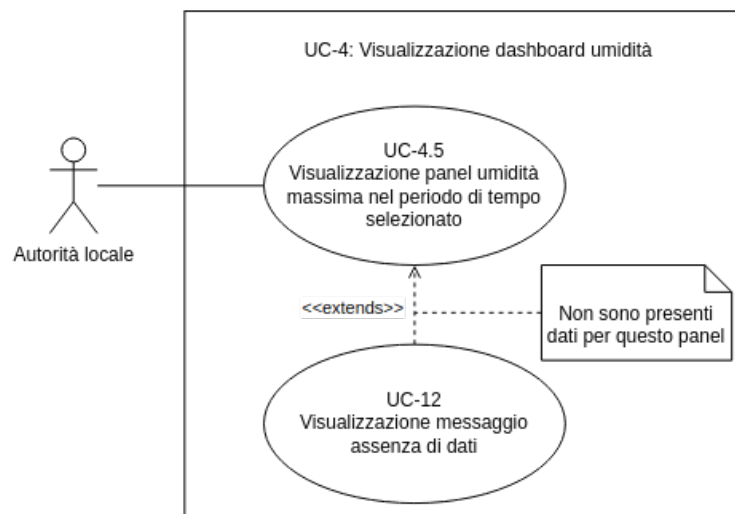 UC-4: Visualizzazione dashboard umidità
UC-4.5
Visualizzazione panel umidità
massima nel periodo di tempo
selezionato
Autorità locale
<<extends>>
Non sono presenti
dati per questo panel
UC-12
Visualizzazione messaggio
assenza di dati